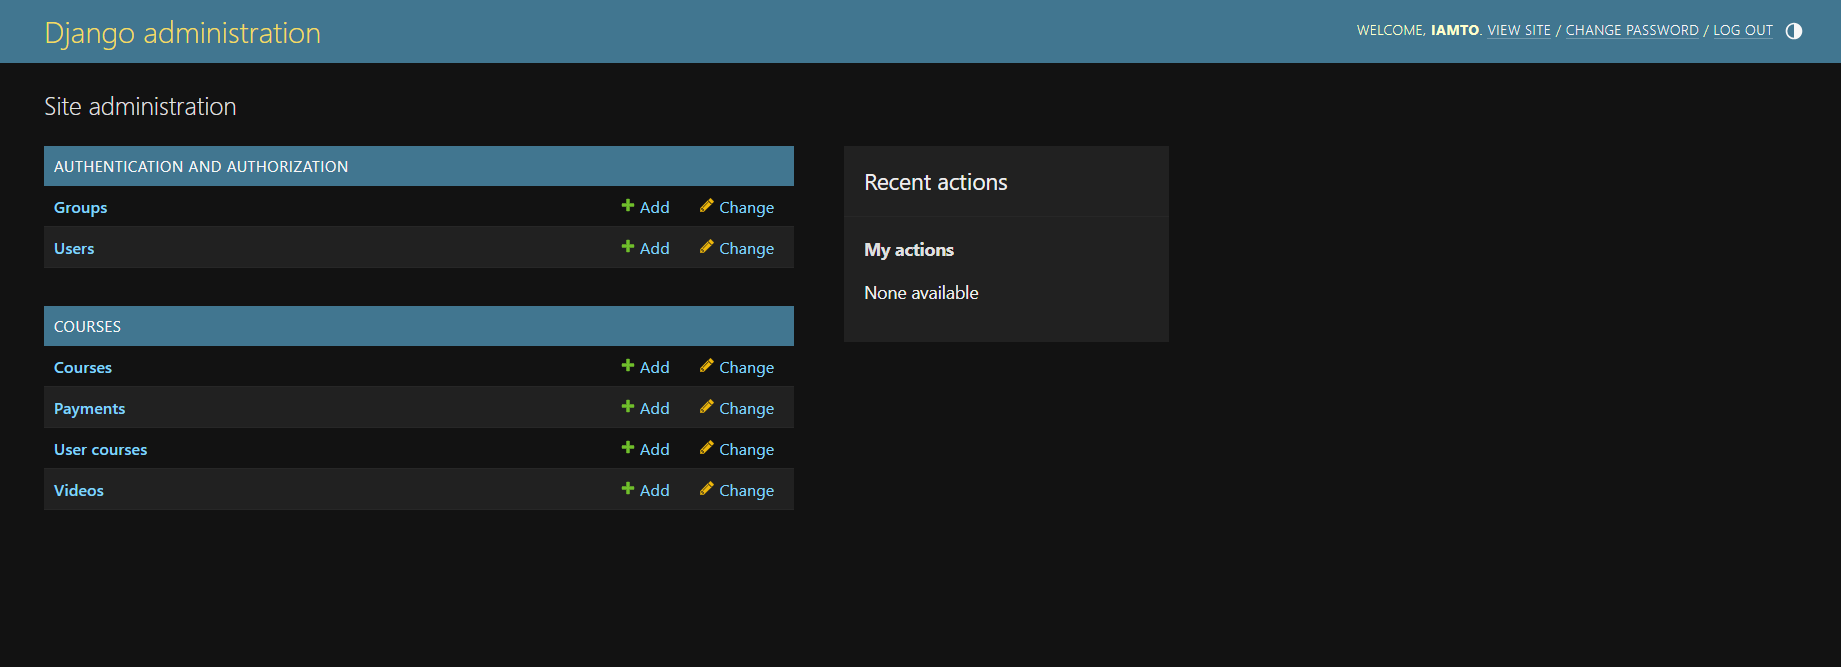 Django administration
WELCOME, IAMTO. VIEW SITE / CHANGE PASSWORD / LOG OUT
Site administration
AUTHENTICATION AND AUTHORIZATION
Groups Add Change
Users Add Change
COURSES
Courses Add Change
Payments Add Change
User courses Add Change
Videos Add Change
Recent actions
My actions
None available